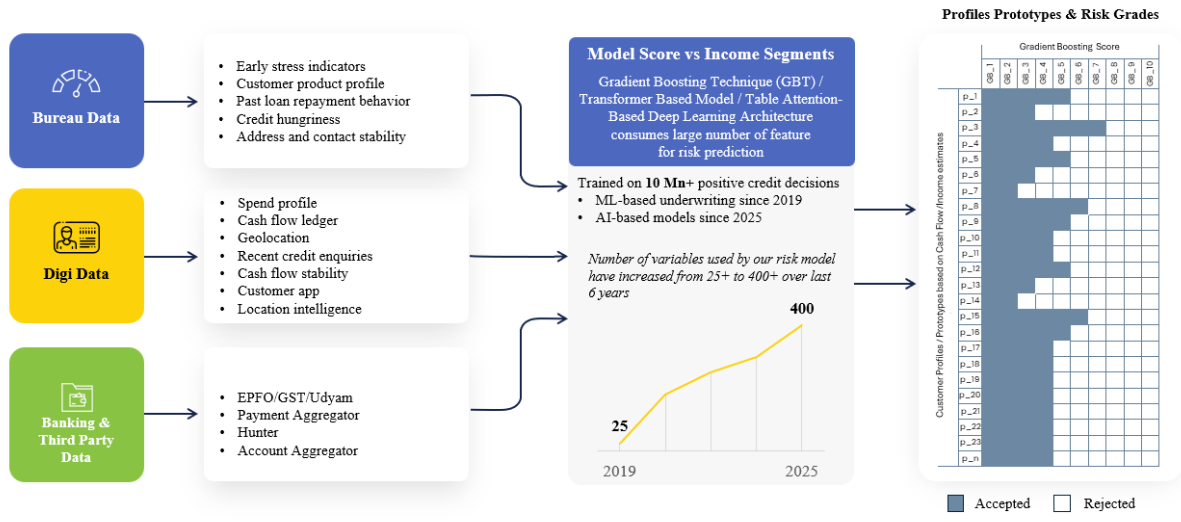 Profiles Prototypes & Risk Grades
Bureau Data
• Early stress indicators
• Customer product profile
• Past loan repayment behavior
• Credit hungriness
• Address and contact stability
Digi Data
• Spend profile
• Cash flow ledger
• Geolocation
• Recent credit enquiries
• Cash flow stability
• Customer app
• Location intelligence
Banking &
Third Party
Data
• EPFO/GST/Udyam
• Payment Aggregator
• Hunter
• Account Aggregator
Model Score vs Income Segments
Gradient Boosting Technique (GBT) /
Transformer Based Model / Table Attention-
Based Deep Learning Architecture
consumes large number of feature
for risk prediction
Trained on 10 Mn+ positive credit decisions
• ML-based underwriting since 2019
• AI-based models since 2025
Number of variables used by our risk model
have increased from 25+ to 400+ over last
6 years
400
25
2019
2025
Gradient Boosting Score
GB_1
GB_2
GB_3
GB_4
GB_5
GB_6
GB_7
GB_8
GB_9
GB_10
Customer Profiles / Prototypes based on Cash Flow /Income estimates
p_1
p_2
p_3
p_4
p_5
p_6
p_7
p_8
p_9
p_10
p_11
p_12
p_13
p_14
p_15
p_16
p_17
p_18
p_19
p_20
p_21
p_22
p_23
p_n
Accepted
Rejected